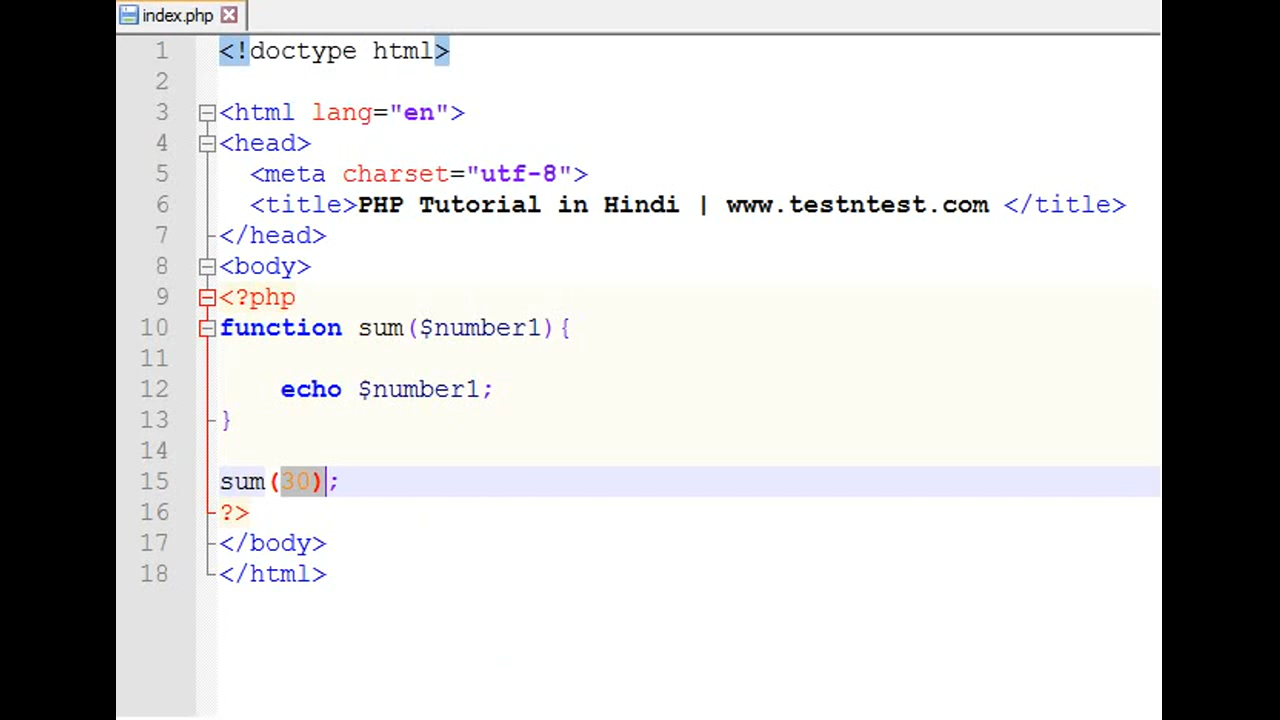 index.php
1 <!doctype html>
2
3 <html lang="en">
4 <head>
5   <meta charset="utf-8">
6   <title>PHP Tutorial in Hindi | www.testntest.com </title>
7 </head>
8 <body>
9 <?php
10 function sum($number1){
11
12     echo $number1;
13 }
14
15 sum(30);
16 ?>
17 </body>
18 </html>